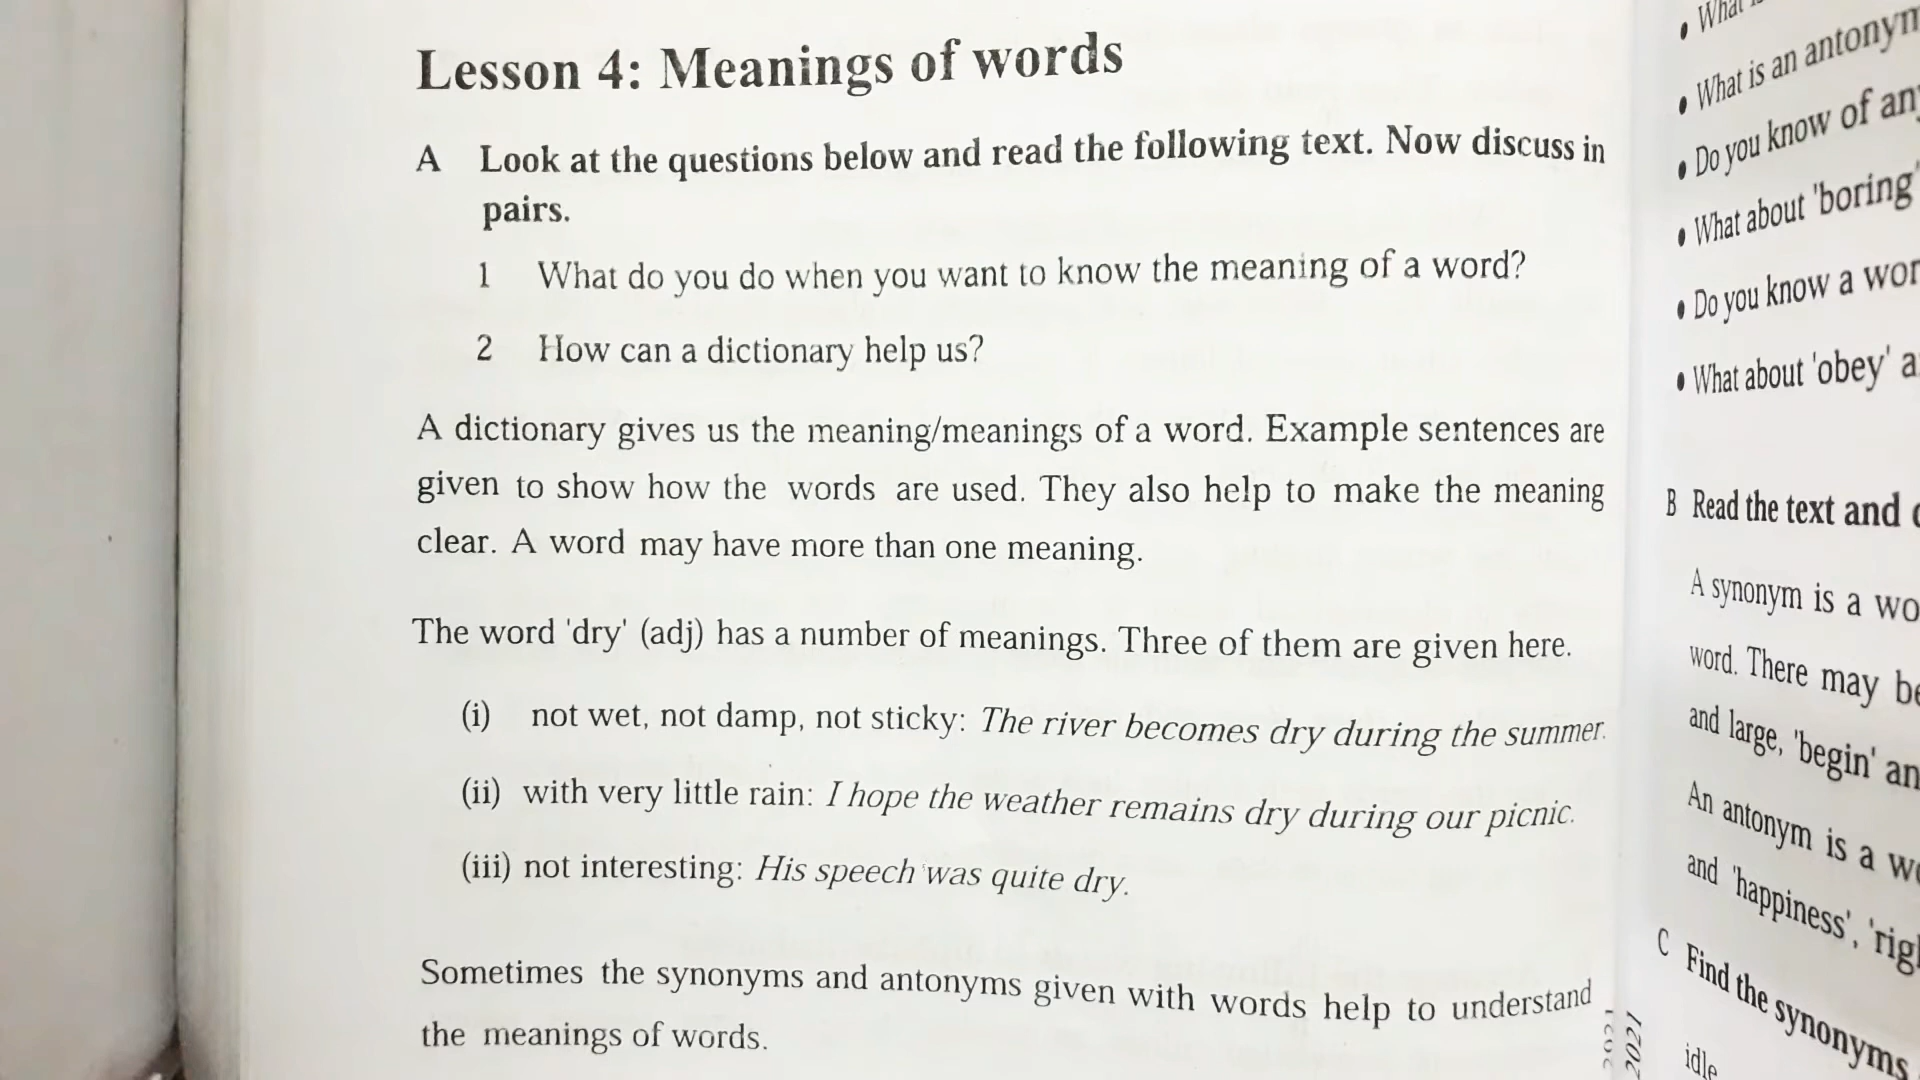 Lesson 4: Meanings of words
A Look at the questions below and read the following text. Now discuss in
pairs.
1 What do you do when you want to know the meaning of a word?
2 How can a dictionary help us?
A dictionary gives us the meaning/meanings of a word. Example sentences are
given to show how the words are used. They also help to make the meaning
clear. A word may have more than one meaning.
The word 'dry' (adj) has a number of meanings. Three of them are given here.
(i) not wet, not damp, not sticky: The river becomes dry during the summer.
(ii) with very little rain: I hope the weather remains dry during our picnic.
(iii) not interesting: His speech was quite dry.
Sometimes the synonyms and antonyms given with words help to understand
the meanings of words.
2021
• What
• What is an antonym
• Do you know of
• What about 'boring'
• Do you know a
• What about 'obey'
B Read the text and
A synonym is a
word. There may
and large, 'begin'
An antonym is a
and 'happiness',
C Find the synonyms
idle